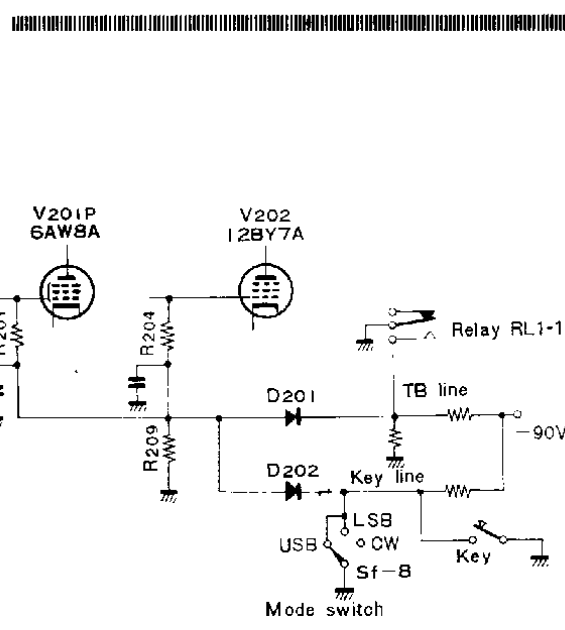 V201P
6AW8A
V202
12BY7A
R201
R204
Relay RL1-1
D201
TB line
-90V
R209
D202
Key line
LSB
USB
CW
Key
Sf-8
Mode switch